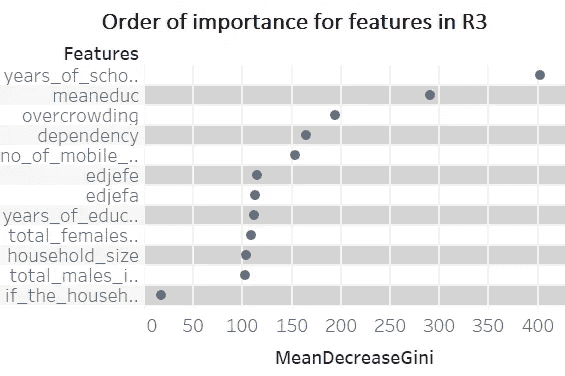 Order of importance for features in R3
Features
years_of_scho..
meaneduc
overcrowding
dependency
no_of_mobile_..
edjefe
edjefa
years_of_educ..
total_females..
household_size
total_males_i..
if_the_househ..
0 50 100 150 200 250 300 350 400
MeanDecreaseGini